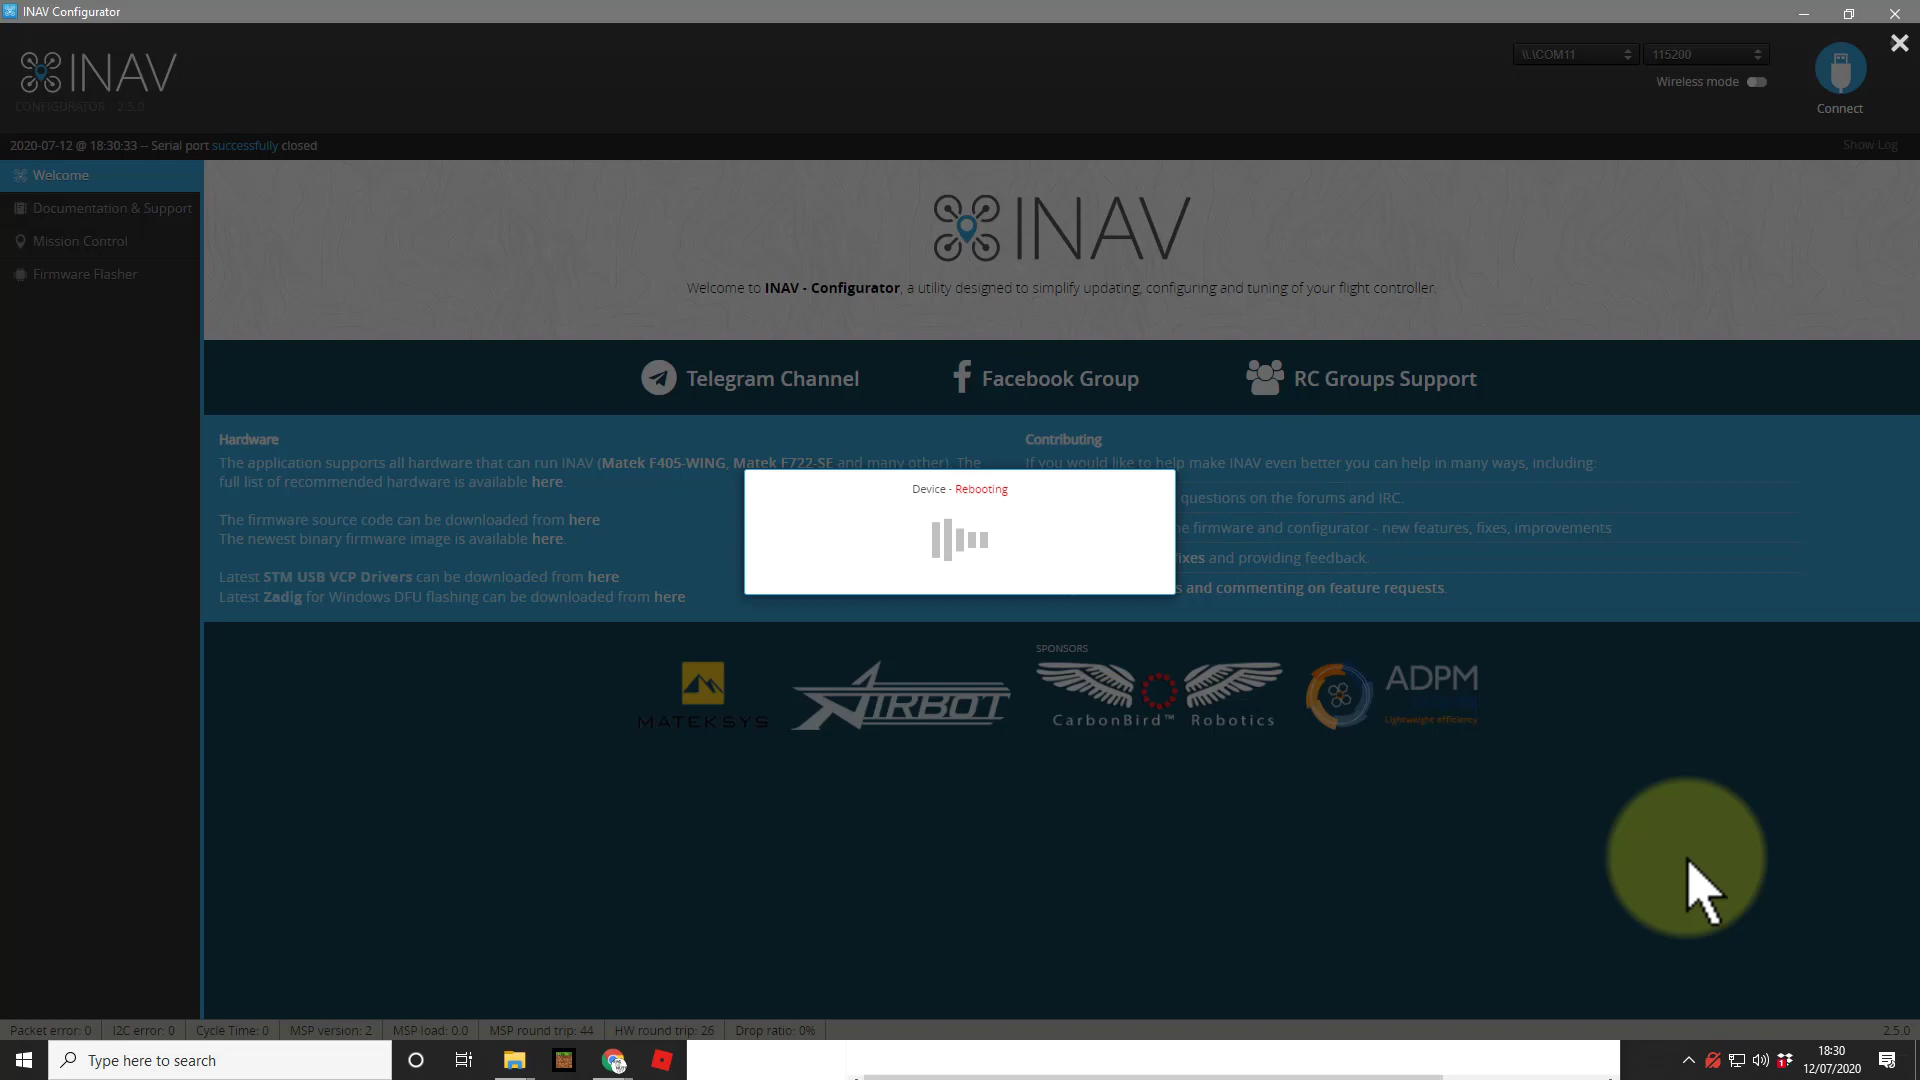 INAV Configurator
INAV
CONFIGURATOR 2.5.0
\\.\COM11
115200
Wireless mode
Connect
2020-07-12 @ 18:30:33 -- Serial port successfully closed
Show Log
Welcome
Documentation & Support
Mission Control
Firmware Flasher
INAV
Welcome to INAV - Configurator, a utility designed to simplify updating, configuring and tuning of your flight controller.
Telegram Channel
Facebook Group
RC Groups Support
Hardware
The application supports all hardware that can run INAV (Matek F405-WING, Matek F722-SE and many other). The
full list of recommended hardware is available here.
The firmware source code can be downloaded from here
The newest binary firmware image is available here.
Latest STM USB VCP Drivers can be downloaded from here
Latest Zadig for Windows DFU flashing can be downloaded from here
Contributing
If you would like to help make INAV even better you can help in many ways, including:
questions on the forums and IRC.
firmware and configurator - new features, fixes, improvements
and providing feedback.
and commenting on feature requests.
Device - Rebooting
SPONSORS
MATEKSYS
AIRBOT
CarbonBird™ Robotics
ADPM
Lightweight efficiency
Packet error: 0
I2C error: 0
Cycle Time: 0
MSP version: 2
MSP load: 0.0
MSP round trip: 44
HW round trip: 26
Drop ratio: 0%
2.5.0
Type here to search
18:30
12/07/2020